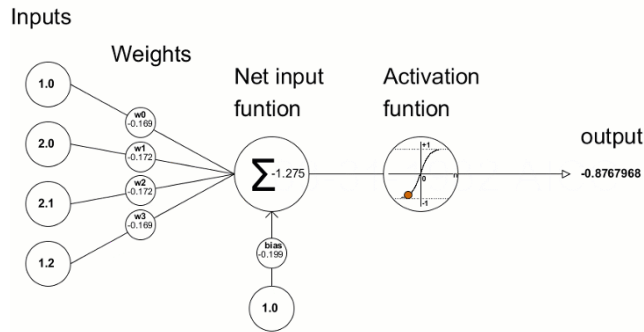 Inputs
Weights
Net input
funtion
Activation
funtion
output
1.0
2.0
2.1
1.2
w0
-0.169
w1
-0.172
w2
-0.172
w3
-0.169
Σ -1.275
bias
-0.199
1.0
+1
0
-1
-0.8767968